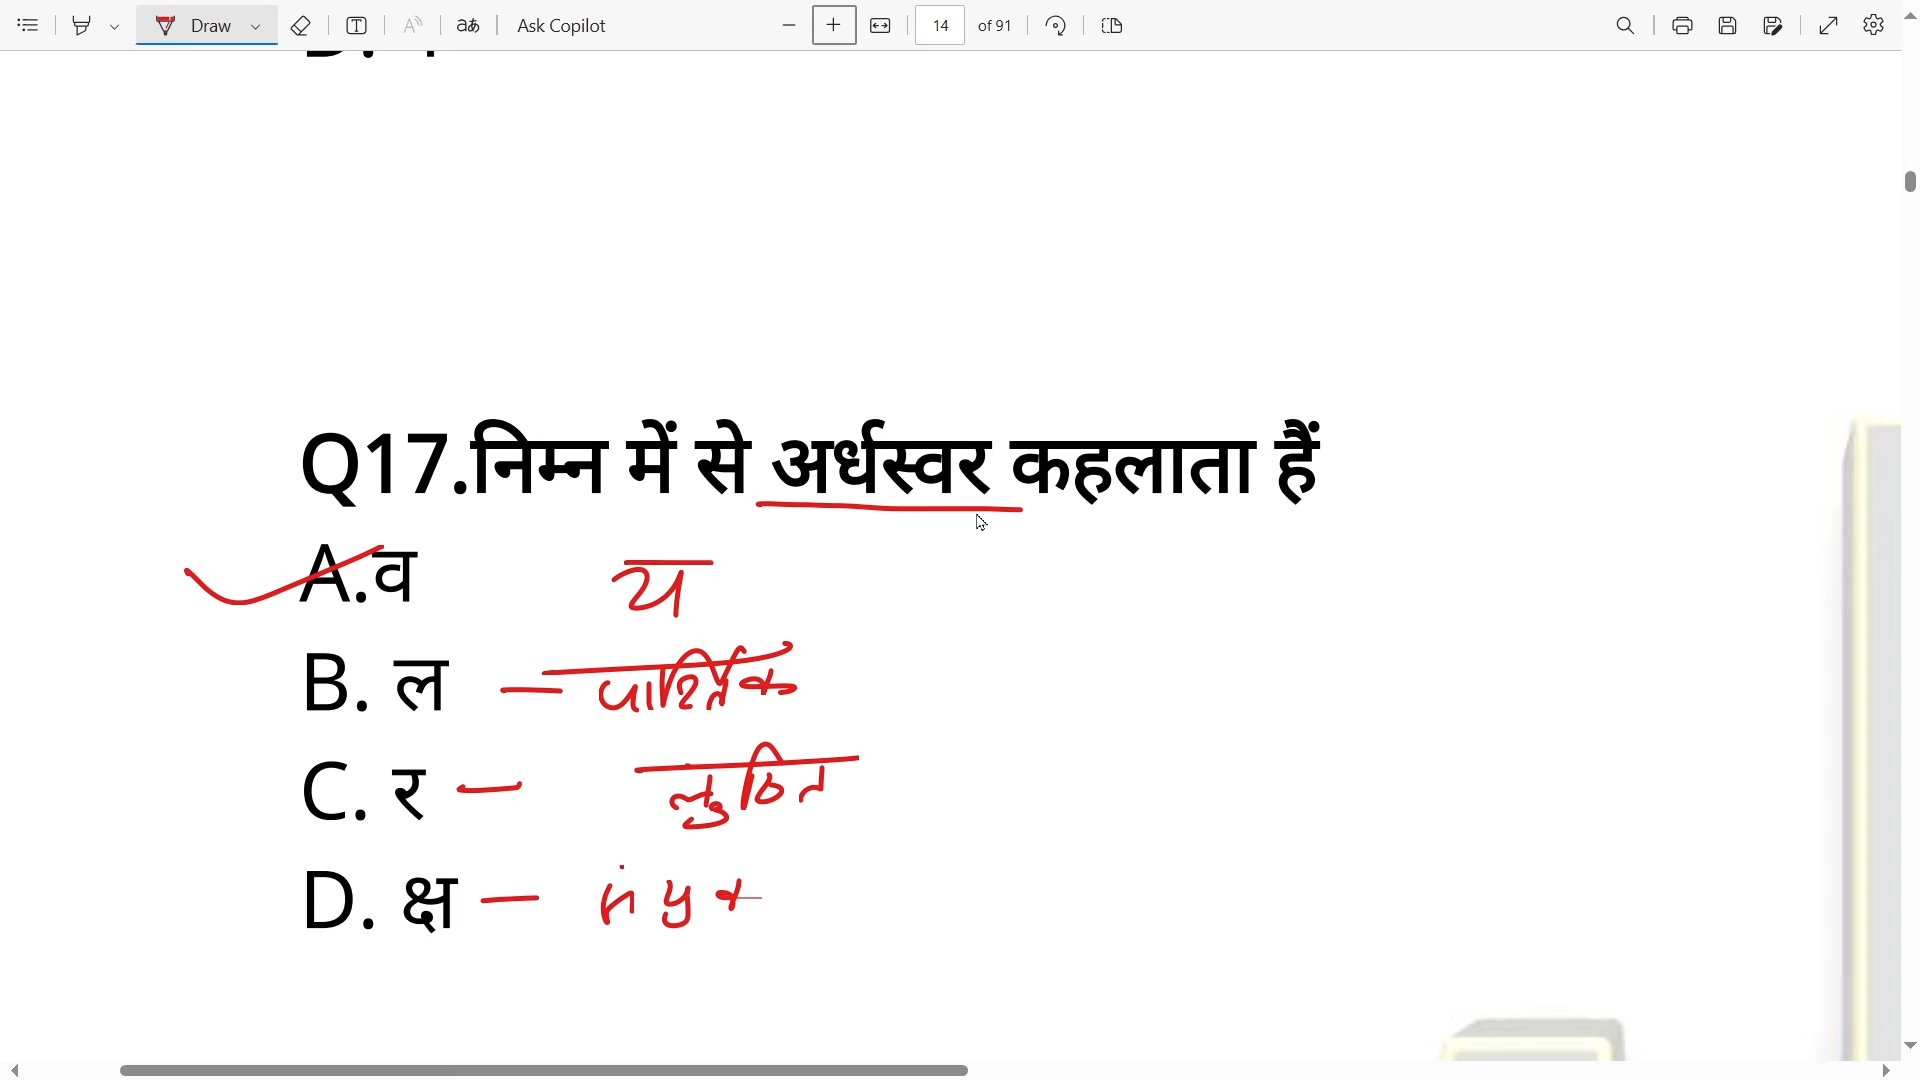 Draw
Ask Copilot
14 of 91
Q17.निम्न में से अर्धस्वर कहलाता हैं
A.व य
B. ल — पार्श्विक
C. र —
D. क्ष —